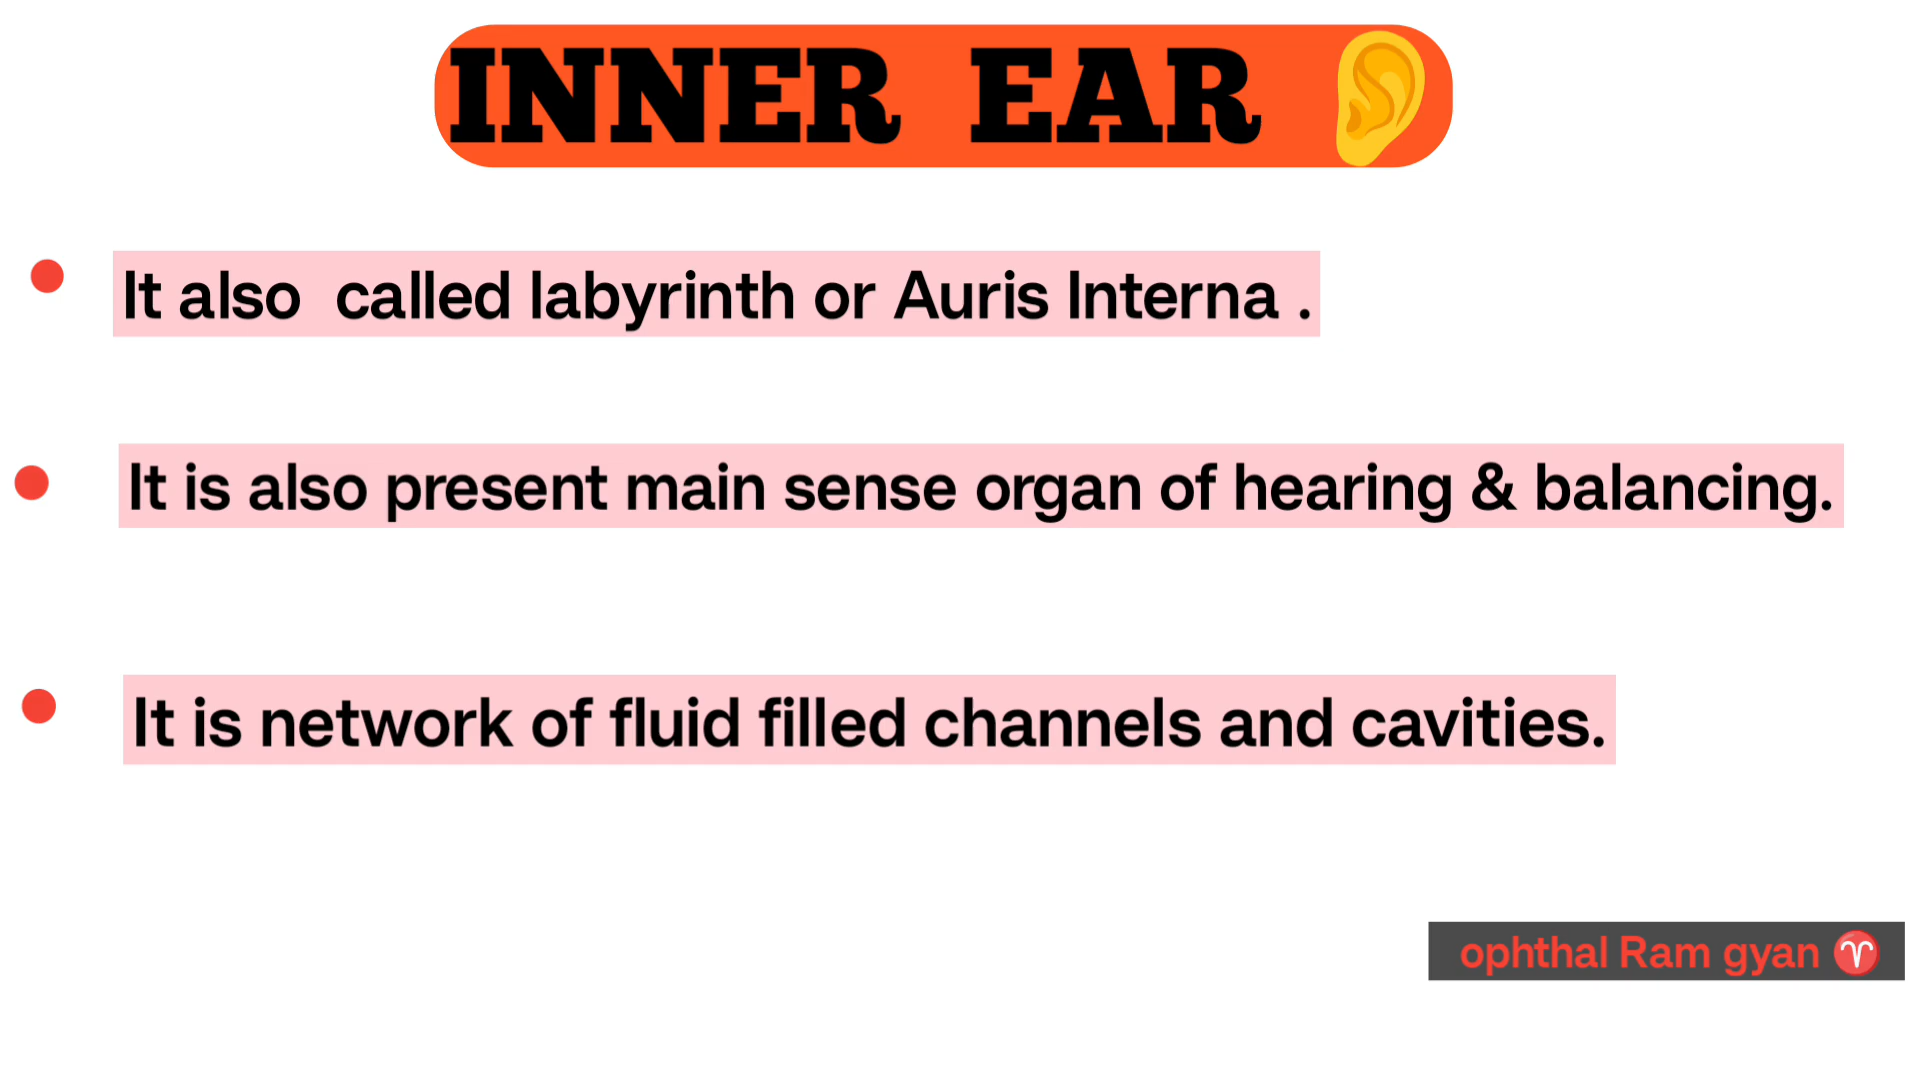 INNER EAR 👂
It also called labyrinth or Auris Interna .
It is also present main sense organ of hearing & balancing.
It is network of fluid filled channels and cavities.
ophthal Ram gyan ♈